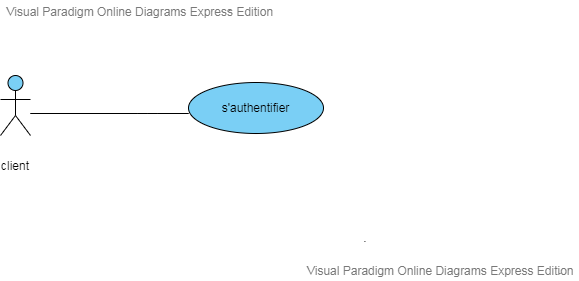 Visual Paradigm Online Diagrams Express Edition
s'authentifier
client
Visual Paradigm Online Diagrams Express Edition